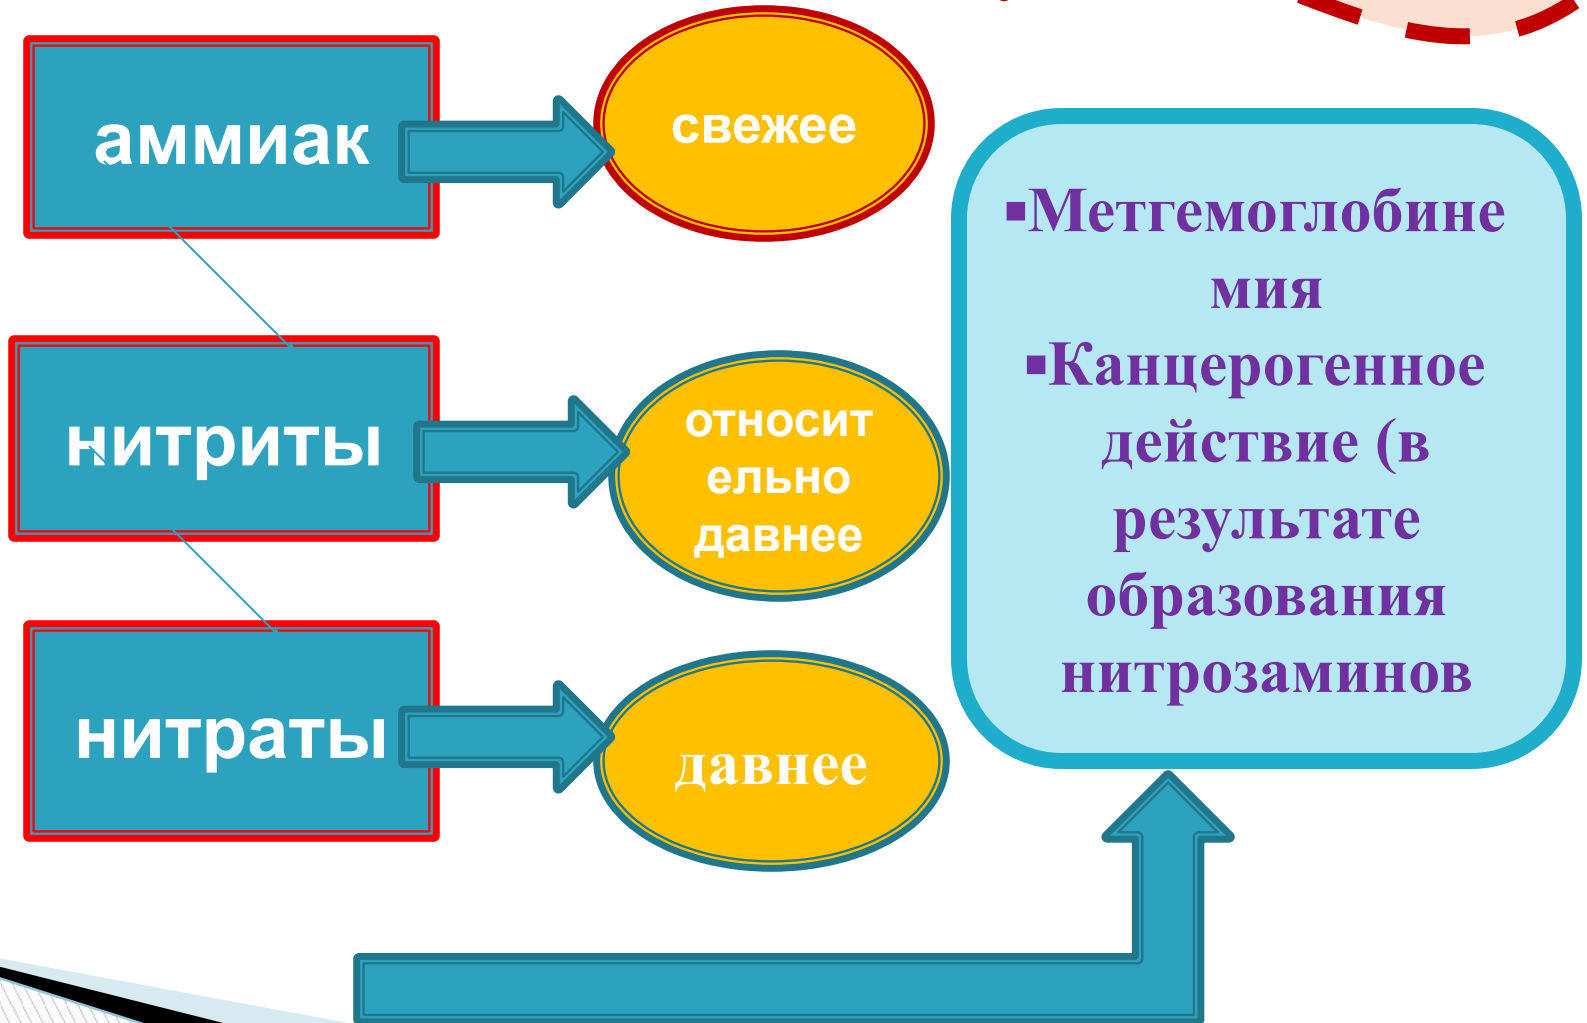 аммиак
свежее
нитриты
относит
ельно
давнее
нитраты
давнее
▪Метгемоглобине
мия
▪Канцерогенное
действие (в
результате
образования
нитрозаминов